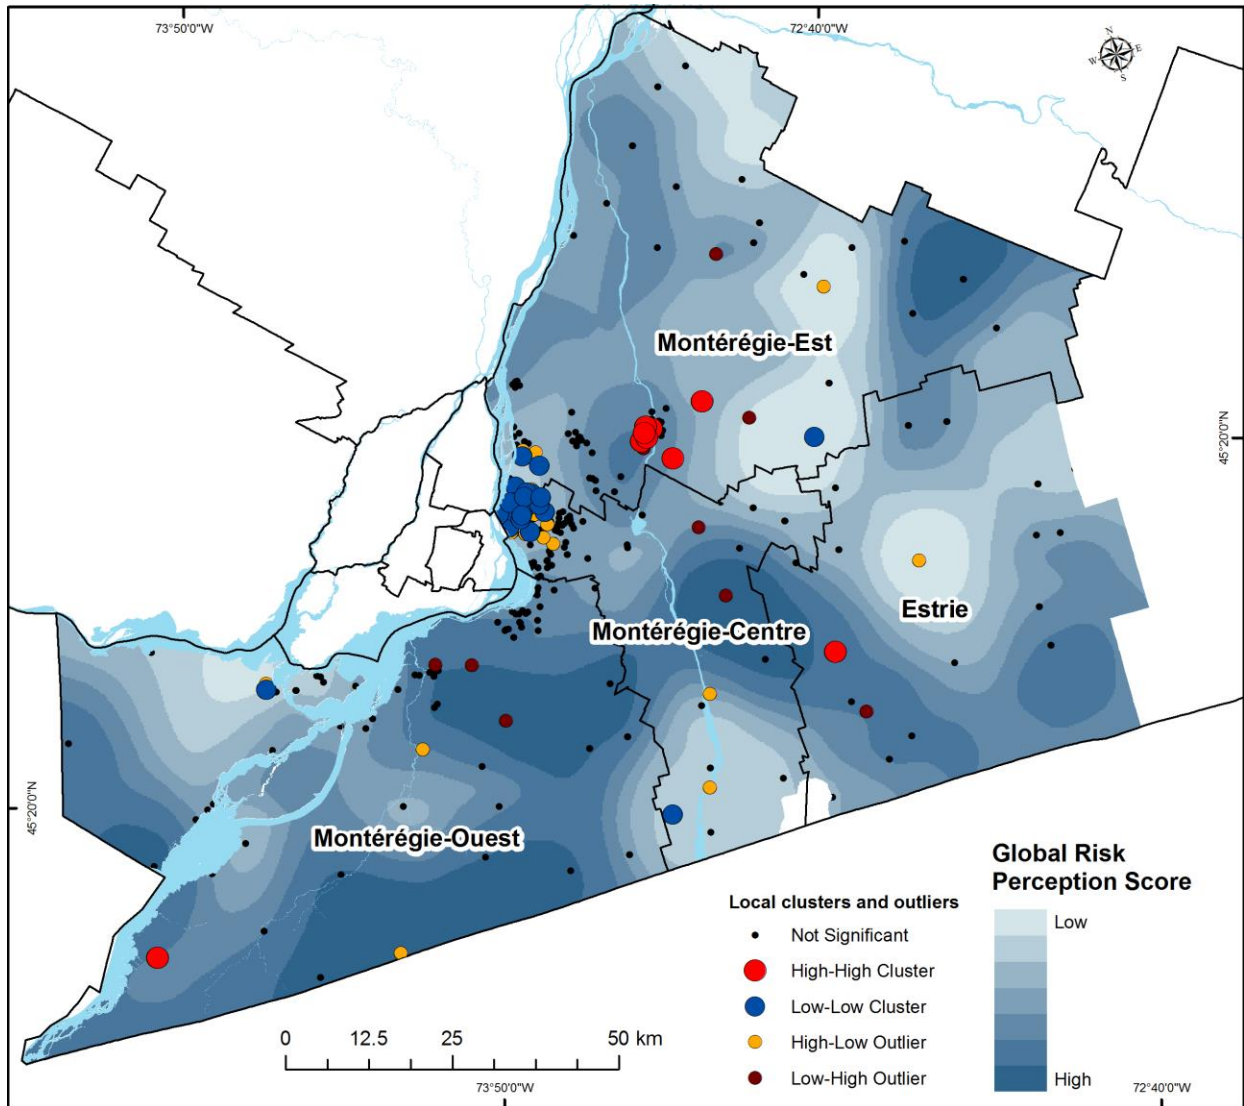 73°50'0"W
72°40'0"W
N
W E
S
Montérégie-Est
45°20'0"N
Estrie
Montérégie-Centre
45°20'0"N
Montérégie-Ouest
Global Risk
Perception Score
Low
High
Local clusters and outliers
Not Significant
High-High Cluster
Low-Low Cluster
High-Low Outlier
Low-High Outlier
0 12.5 25 50 km
73°50'0"W
72°40'0"W